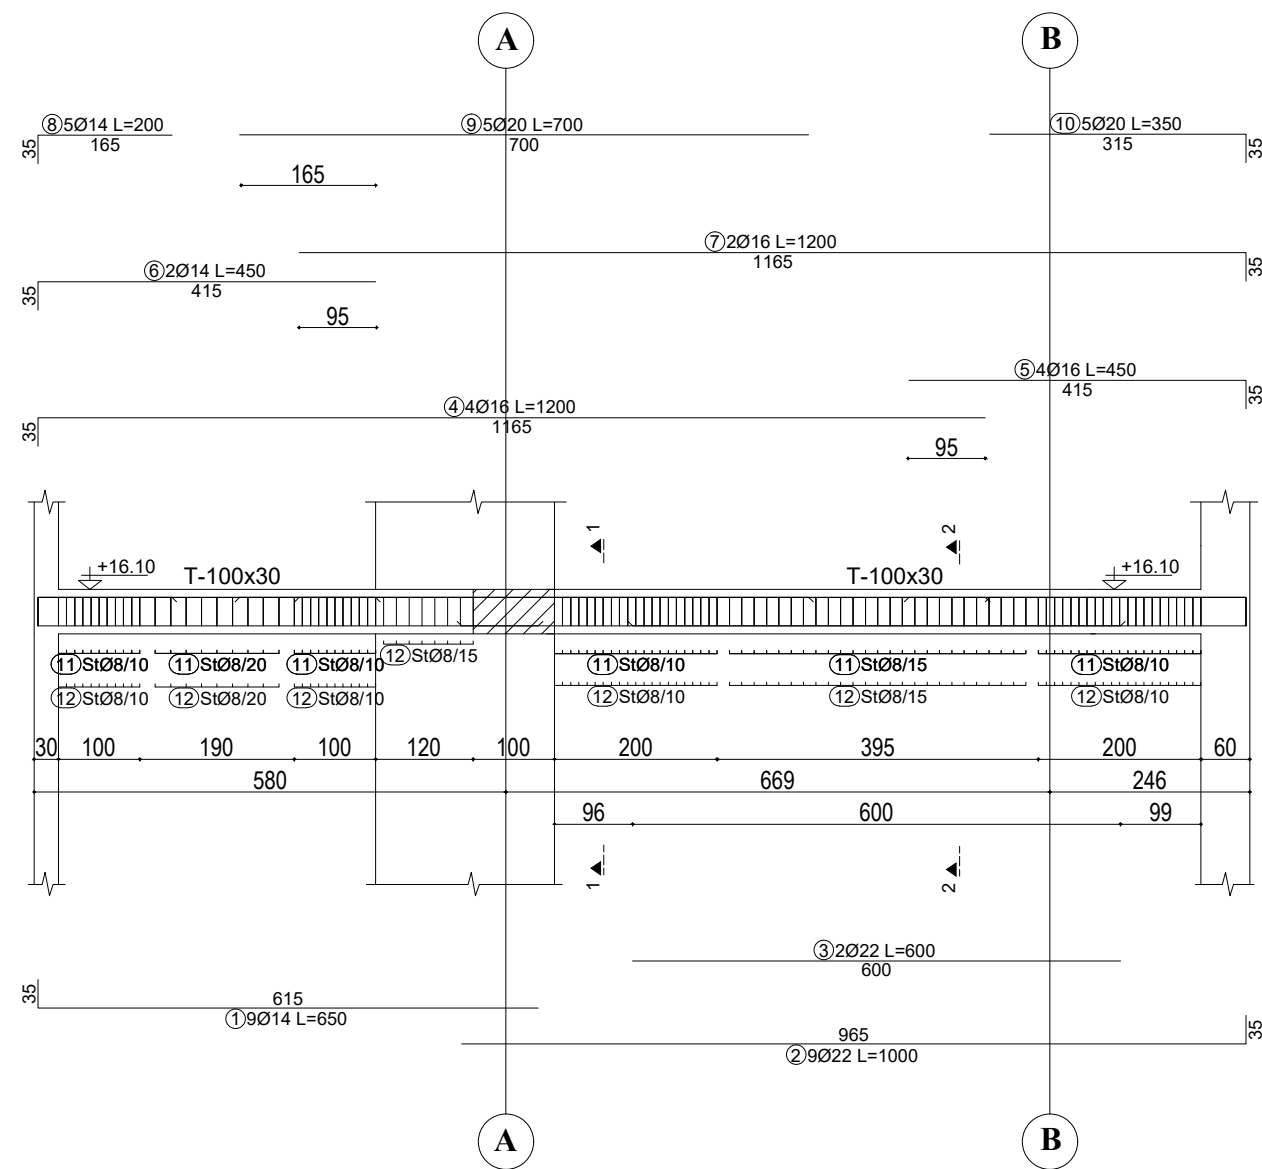 A
B
⑧5Ø14 L=200
165
35
⑨5Ø20 L=700
700
⑩5Ø20 L=350
315
35
165
⑦2Ø16 L=1200
1165
35
⑥2Ø14 L=450
415
35
95
⑤4Ø16 L=450
415
35
④4Ø16 L=1200
1165
35
95
1
2
+16.10
T-100x30
T-100x30
+16.10
⑪StØ8/10
⑪StØ8/20
⑪StØ8/10
⑫StØ8/15
⑪StØ8/10
⑪StØ8/15
⑪StØ8/10
⑫StØ8/10
⑫StØ8/20
⑫StØ8/10
⑫StØ8/10
⑫StØ8/15
⑫StØ8/10
30 100 190 100 120 100 200 395 200 60
580 669 246
96 600 99
1
2
③2Ø22 L=600
600
35
615
①9Ø14 L=650
965
②9Ø22 L=1000
35
A
B